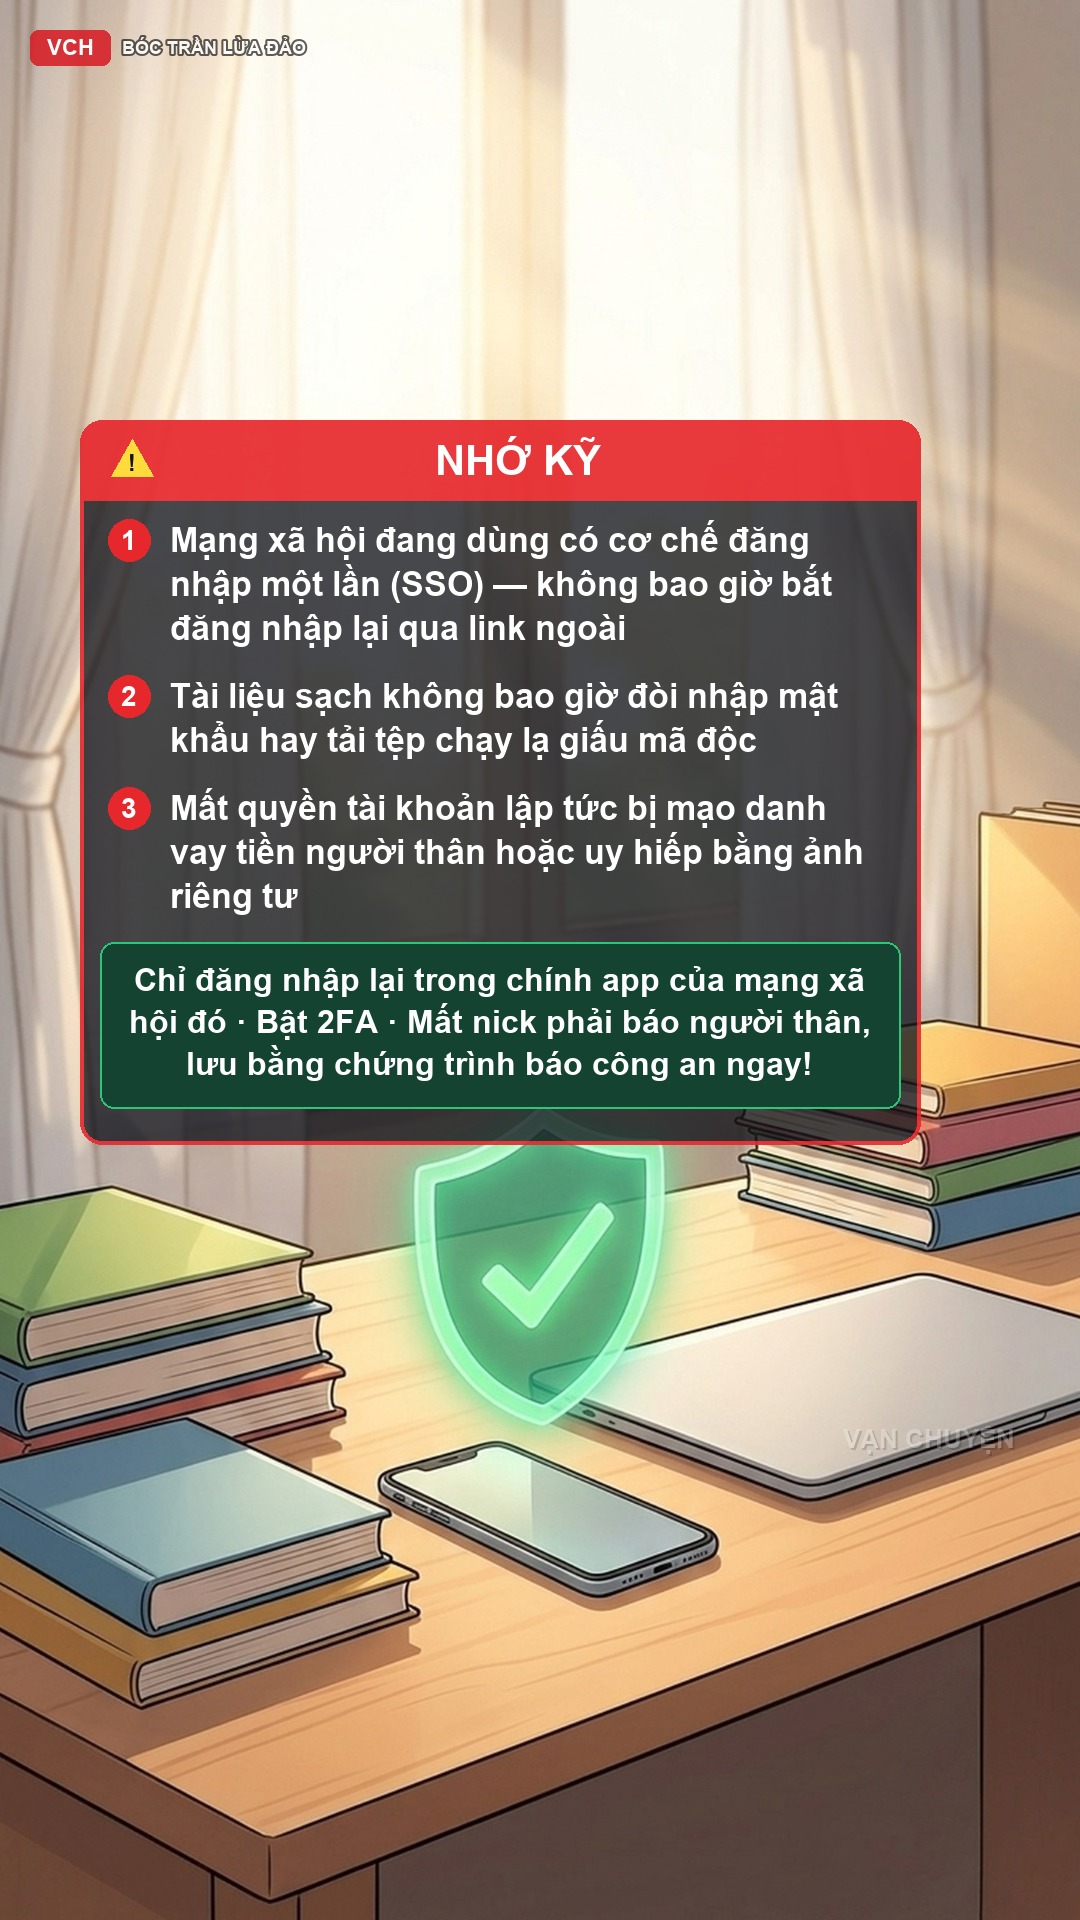 VCH BÓC TRẦN LỪA ĐẢO
NHỚ KỸ
1 Mạng xã hội đang dùng có cơ chế đăng
nhập một lần (SSO) — không bao giờ bắt
đăng nhập lại qua link ngoài
2 Tài liệu sạch không bao giờ đòi nhập mật
khẩu hay tải tệp chạy lạ giấu mã độc
3 Mất quyền tài khoản lập tức bị mạo danh
vay tiền người thân hoặc uy hiếp bằng ảnh
riêng tư
Chỉ đăng nhập lại trong chính app của mạng xã
hội đó · Bật 2FA · Mất nick phải báo người thân,
lưu bằng chứng trình báo công an ngay!
VẠN CHUYỆN